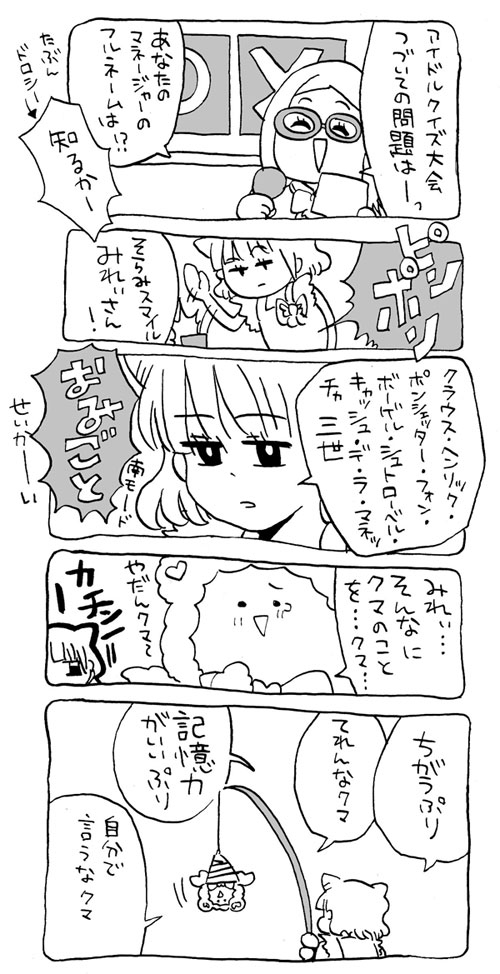 アイドルクイズ大会
つづいての問題はーっ
あなたの
マネージャーの
フルネームは!?
たぶん
ドロシー→
知るかー
ピンポン
そらみスマイル
みれぃさん
!
クラウス・ヘンリック・
ポンシェッター・フォン・
ボーゲル・シュトローベル・
キャッシュ・デ・ラ・マネッ
チャ三世
南モード
おみごと
せいかーーい
みれぃ…
そんなに
クマのこと
を…クマ…
やだんクマ〜
カチンー
ちがうぷり
てれんなクマ
記憶力
がいいぷり
自分で
言うなクマ